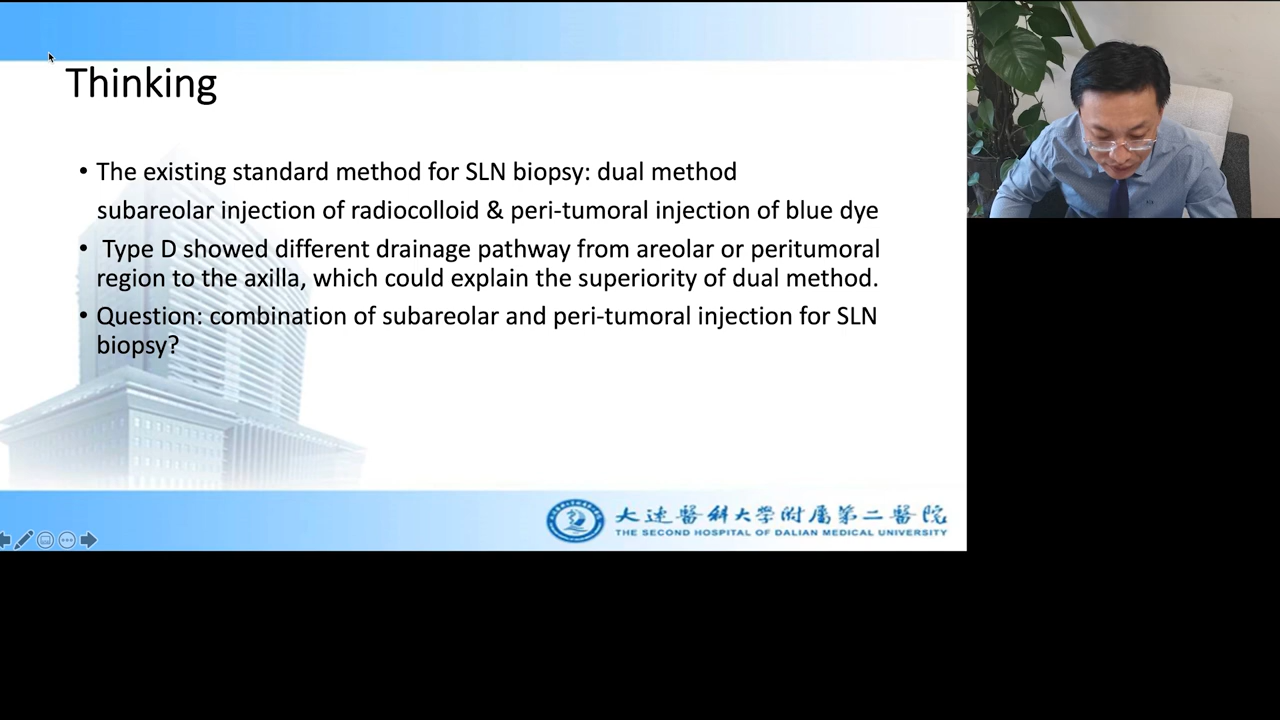 Thinking
• The existing standard method for SLN biopsy: dual method
subareolar injection of radiocolloid & peri-tumoral injection of blue dye
• Type D showed different drainage pathway from areolar or peritumoral
region to the axilla, which could explain the superiority of dual method.
• Question: combination of subareolar and peri-tumoral injection for SLN
biopsy?
大连醫科大学附属第二醫院
THE SECOND HOSPITAL OF DALIAN MEDICAL UNIVERSITY